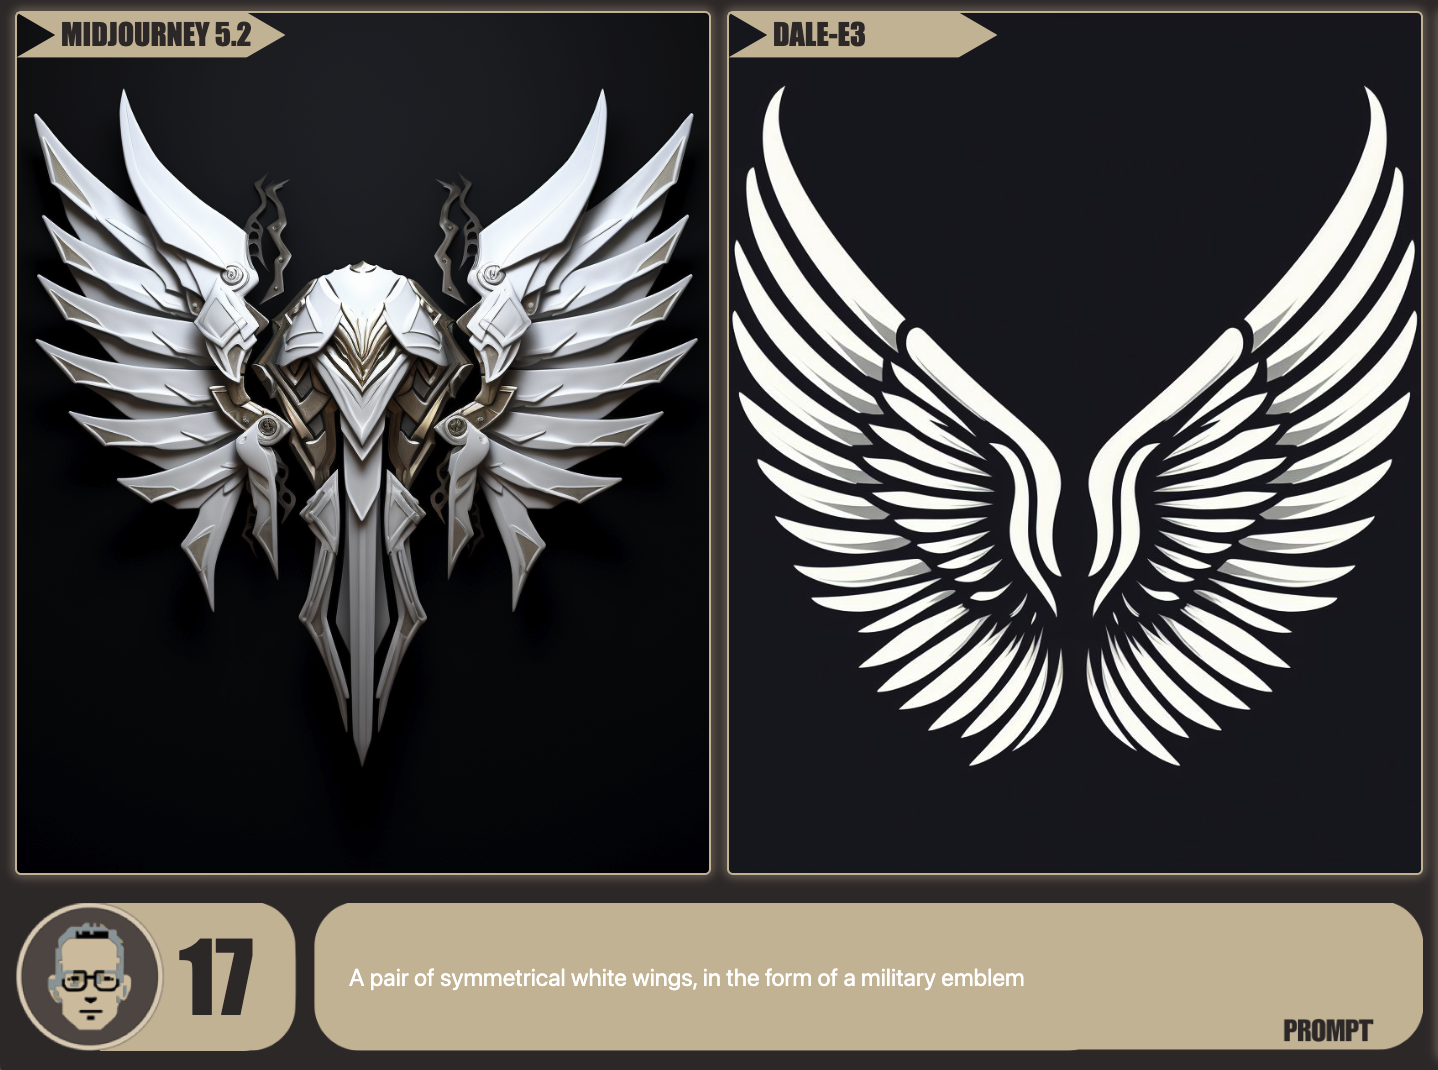 MIDJOURNEY 5.2
DALE-E3
17
A pair of symmetrical white wings, in the form of a military emblem
PROMPT